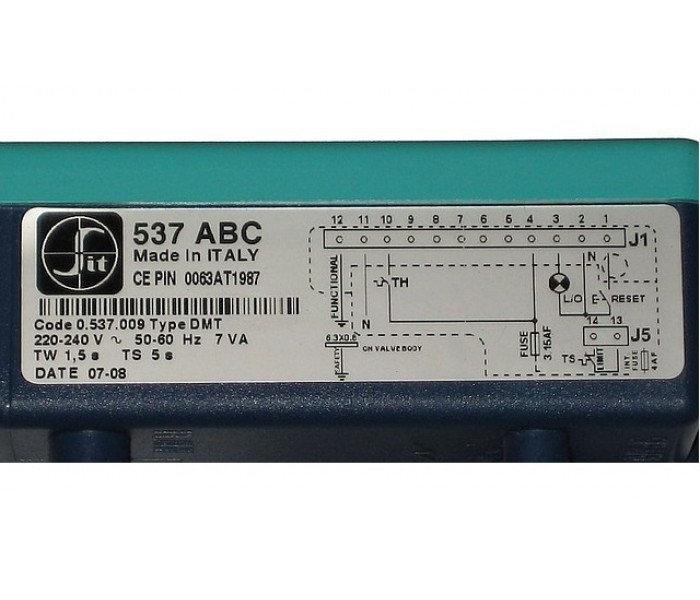 Sit
537 ABC
Made In ITALY
CE PIN 0063AT1987
Code 0.537.009 Type DMT
220-240 V ~ 50-60 Hz 7 VA
TW 1,5 s TS 5 s
DATE 07-08
12 11 10 9 8 7 6 5 4 3 2 1
J1
FUNCTIONAL
N
TH
N
L/O
RESET
FUSE
3.15AF
14 13
J5
TS
LIMIT
INT.
FUSE
4AF
6.3X0.8
SAFETY
ON VALVE BODY